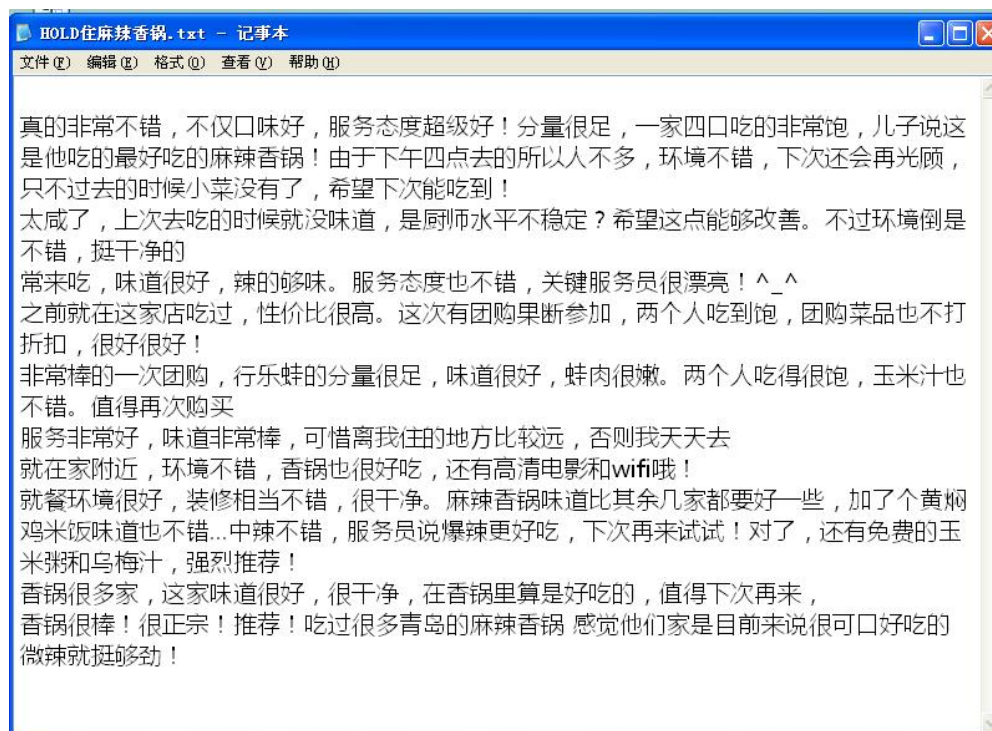 HOLD住麻辣香锅.txt - 记事本
文件(F) 编辑(E) 格式(O) 查看(V) 帮助(H)
真的非常不错，不仅口味好，服务态度超级好！分量很足，一家四口吃的非常饱，儿子说这
是他吃的最好吃的麻辣香锅！由于下午四点去的所以人不多，环境不错，下次还会再光顾，
只不过去的时候小菜没有了，希望下次能吃到！
太咸了，上次去吃的时候就没味道，是厨师水平不稳定？希望这点能够改善。不过环境倒是
不错，挺干净的
常来吃，味道很好，辣的够味。服务态度也不错，关键服务员很漂亮！^_^
之前就在这家店吃过，性价比很高。这次有团购果断参加，两个人吃到饱，团购菜品也不打
折扣，很好很好！
非常棒的一次团购，行乐蛙的分量很足，味道很好，蛙肉很嫩。两个人吃得很饱，玉米汁也
不错。值得再次购买
服务非常好，味道非常棒，可惜离我住的地方比较远，否则我天天去
就在家附近，环境不错，香锅也很好吃，还有高清电影和wifi哦！
就餐环境很好，装修相当不错，很干净。麻辣香锅味道比其余几家都要好一些，加了个黄焖
鸡米饭味道也不错...中辣不错，服务员说爆辣更好吃，下次再来试试！对了，还有免费的玉
米粥和乌梅汁，强烈推荐！
香锅很多家，这家味道很好，很干净，在香锅里算是好吃的，值得下次再来，
香锅很棒！很正宗！推荐！吃过很多青岛的麻辣香锅 感觉他们家是目前来说很可口好吃的
微辣就挺够劲！